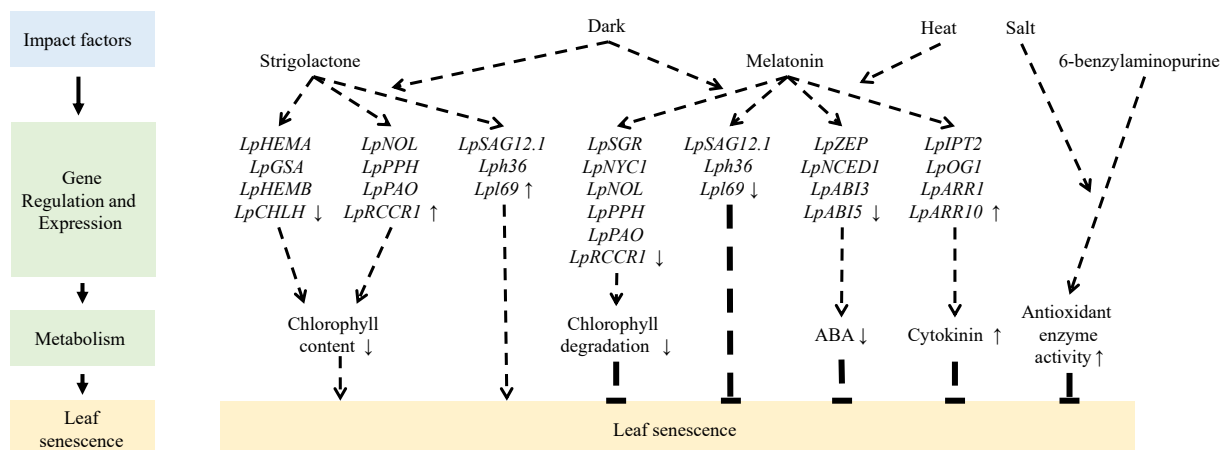 Impact factors
Gene
Regulation and
Expression
Metabolism
Leaf
senescence
Dark
Heat
Salt
Strigolactone
Melatonin
6-benzylaminopurine
LpHEMA
LpGSA
LpHEMB
LpCHLH ↓
LpNOL
LpPPH
LpPAO
LpRCCR1 ↑
LpSAG12.1
Lph36
Lpl69 ↑
LpSGR
LpNYC1
LpNOL
LpPPH
LpPAO
LpRCCR1 ↓
LpSAG12.1
Lph36
Lpl69 ↓
LpZEP
LpNCED1
LpABI3
LpABI5 ↓
LpIPT2
LpOG1
LpARR1
LpARR10 ↑
Chlorophyll
content ↓
Chlorophyll
degradation ↓
ABA ↓
Cytokinin ↑
Antioxidant
enzyme
activity ↑
Leaf senescence